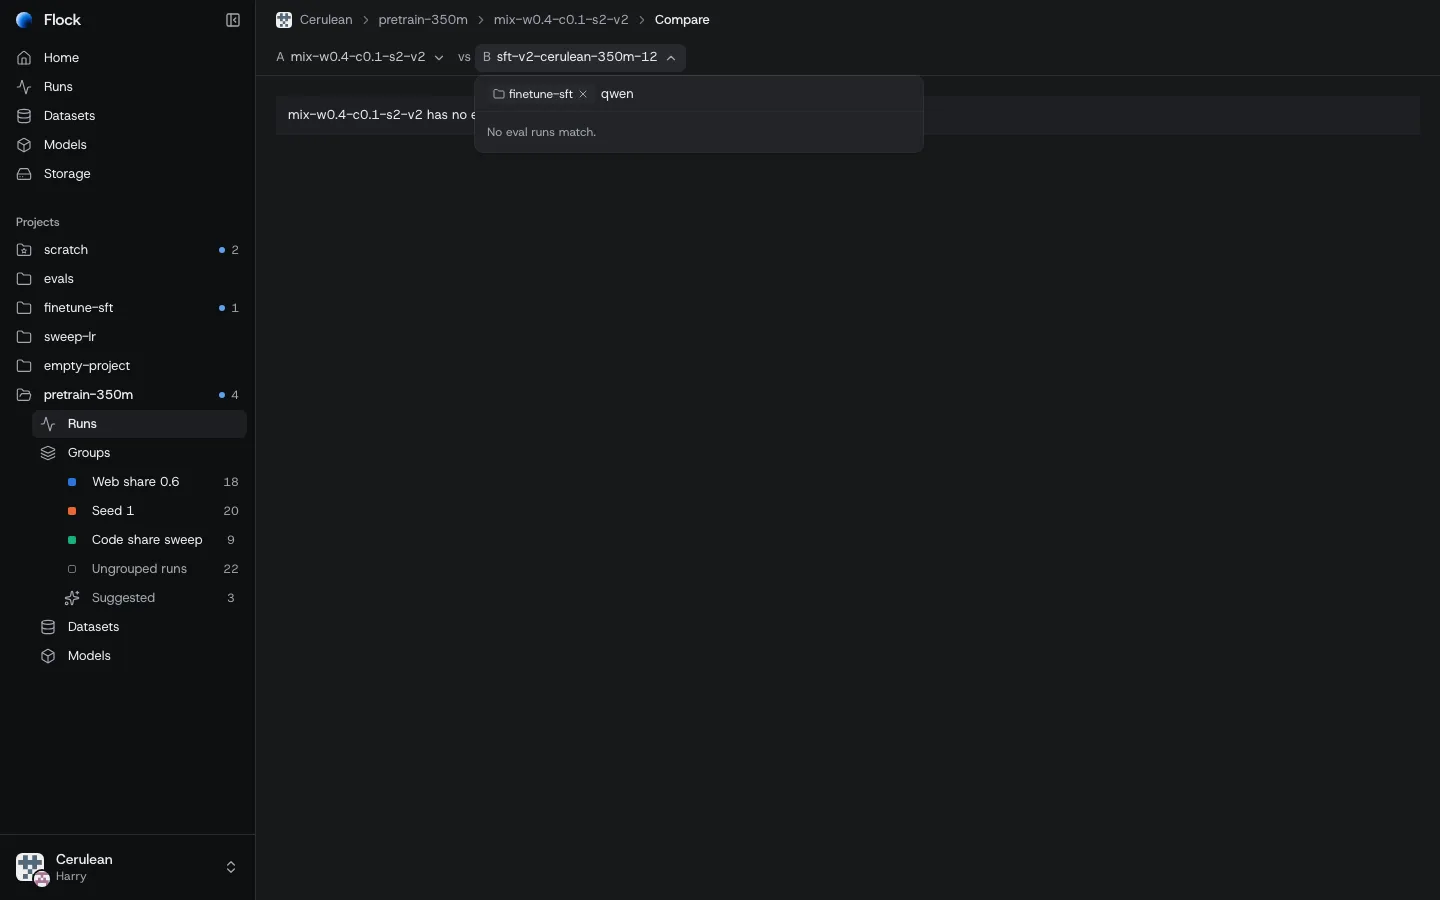 Flock
Home
Runs
Datasets
Models
Storage
Projects
scratch 2
evals
finetune-sft 1
sweep-lr
empty-project
pretrain-350m 4
Runs
Groups
Web share 0.6 18
Seed 1 20
Code share sweep 9
Ungrouped runs 22
Suggested 3
Datasets
Models
Cerulean
Harry
Cerulean > pretrain-350m > mix-w0.4-c0.1-s2-v2 > Compare
A mix-w0.4-c0.1-s2-v2 vs B sft-v2-cerulean-350m-12
finetune-sft × qwen
mix-w0.4-c0.1-s2-v2 has no
No eval runs match.